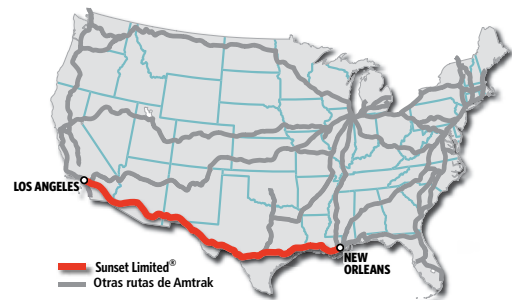 LOS ANGELES
NEW
ORLEANS
Sunset Limited®
Otras rutas de Amtrak